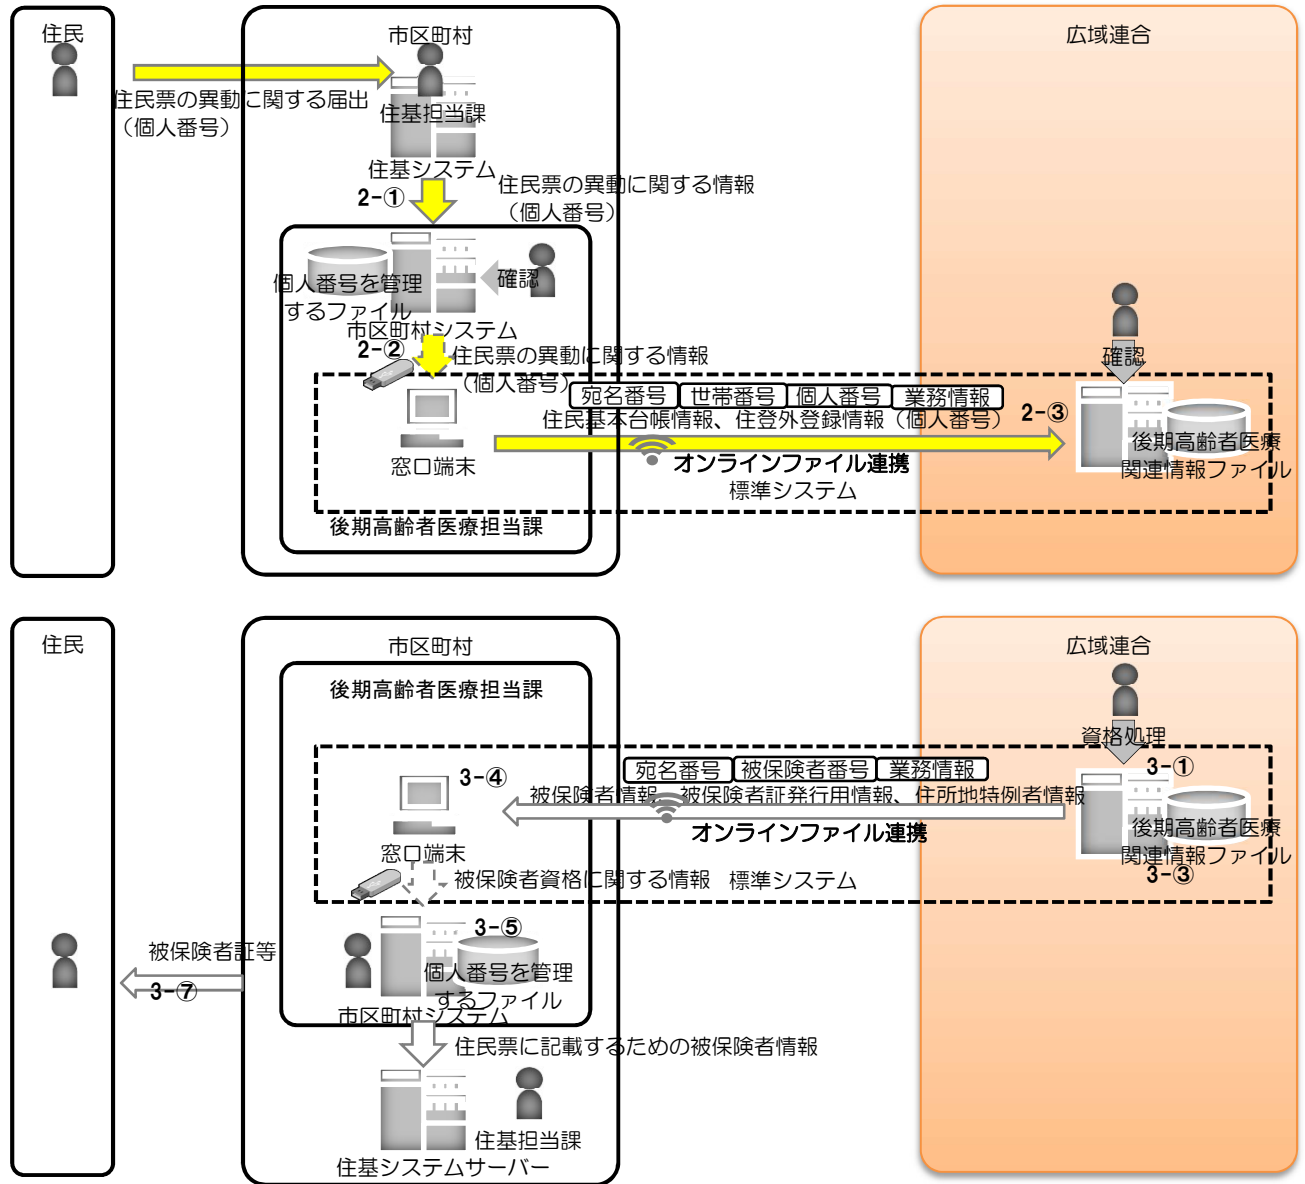 住民
市区町村
広域連合
住民票の異動に関する届出
（個人番号）
住基担当課
住基システム
2-①
住民票の異動に関する情報
（個人番号）
確認
個人番号を管理
するファイル
市区町村システム
2-②
住民票の異動に関する情報
（個人番号）
確認
宛名番号 世帯番号 個人番号 業務情報
住民基本台帳情報、住登外登録情報（個人番号）
2-③
窓口端末
オンラインファイル連携
標準システム
後期高齢者医療
関連情報ファイル
後期高齢者医療担当課
住民
市区町村
広域連合
後期高齢者医療担当課
資格処理
3-①
宛名番号 被保険者番号 業務情報
3-④
被保険者情報、被保険者証発行用情報、住所地特例者情報
オンラインファイル連携
後期高齢者医療
関連情報ファイル
3-③
窓口端末
被保険者資格に関する情報
標準システム
3-⑤
個人番号を管理
するファイル
市区町村システム
被保険者証等
3-⑦
住民票に記載するための被保険者情報
住基担当課
住基システムサーバー